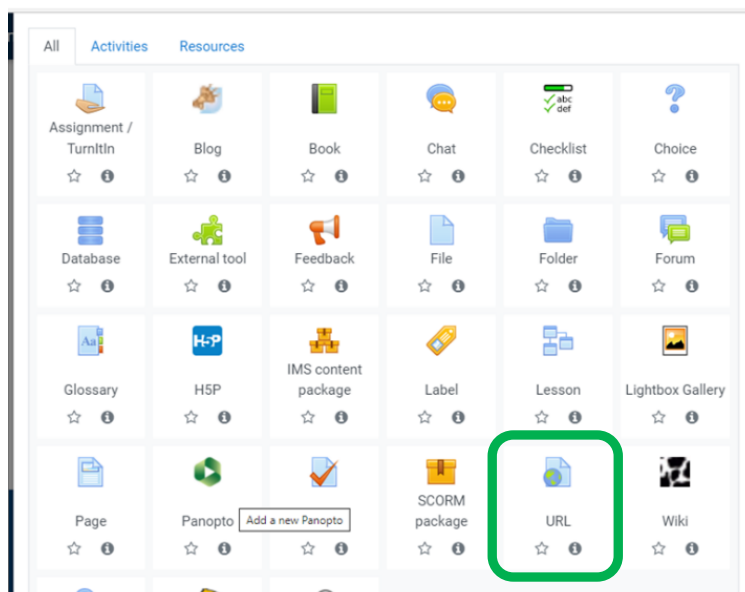 All Activities Resources
Assignment /
TurnItIn
Blog
Book
Chat
abc
def
Checklist
Choice
Database
External tool
Feedback
File
Folder
Forum
Aa
Glossary
H5P
H5P
IMS content
package
Label
Lesson
Lightbox Gallery
Page
Panopto
Add a new Panopto
SCORM
package
URL
Wiki